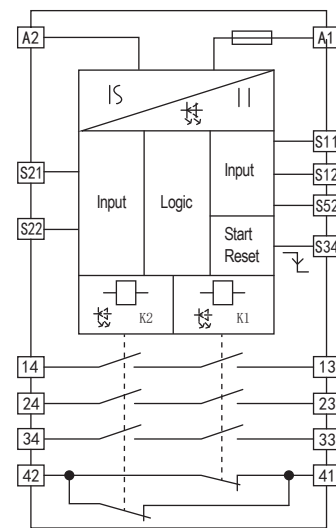 A2 A1
S11
S21 Input Logic Input S12
S52
S22 Start S34
Reset
K2 K1
14 13
24 23
34 33
42 41